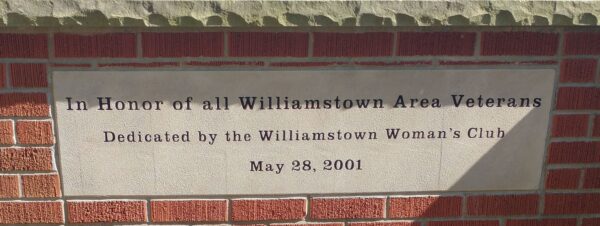 In Honor of all Williamstown Area Veterans
Dedicated by the Williamstown Woman's Club
May 28, 2001